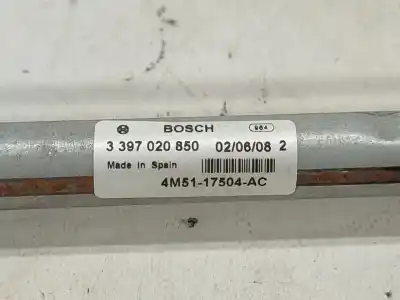 BOSCH 984
3 397 020 850 02/06/08 2
Made in Spain
4M51-17504-AC